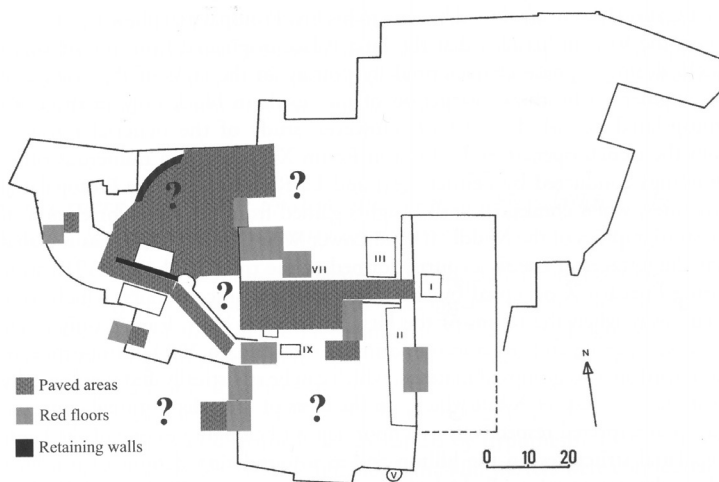 ?
?
III
VII
I
?
II
IX
N
Paved areas
Red floors
Retaining walls
?
?
V
0 10 20